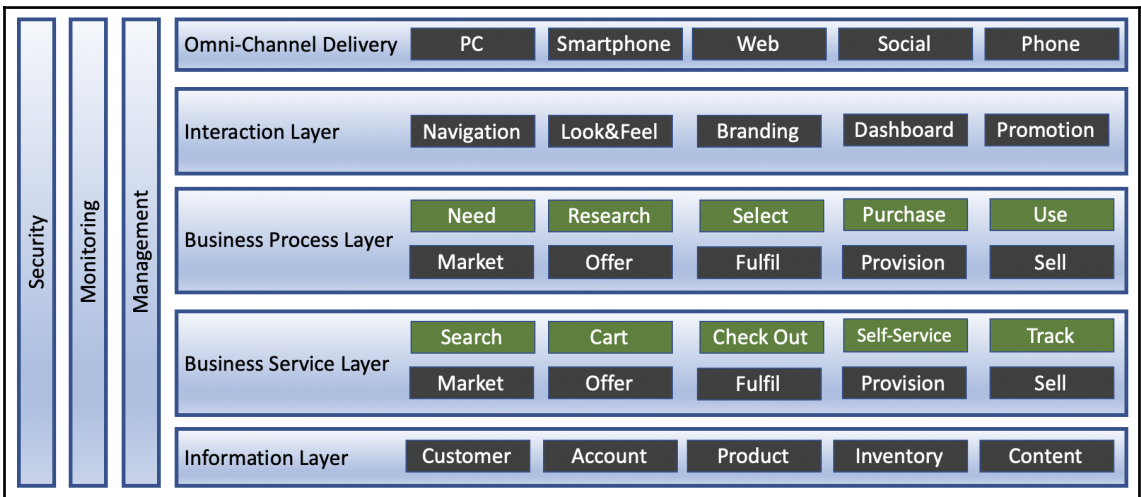 Security
Monitoring
Management
Omni-Channel Delivery PC Smartphone Web Social Phone
Interaction Layer Navigation Look&Feel Branding Dashboard Promotion
Business Process Layer
Need Research Select Purchase Use
Market Offer Fulfil Provision Sell
Business Service Layer
Search Cart Check Out Self-Service Track
Market Offer Fulfil Provision Sell
Information Layer Customer Account Product Inventory Content